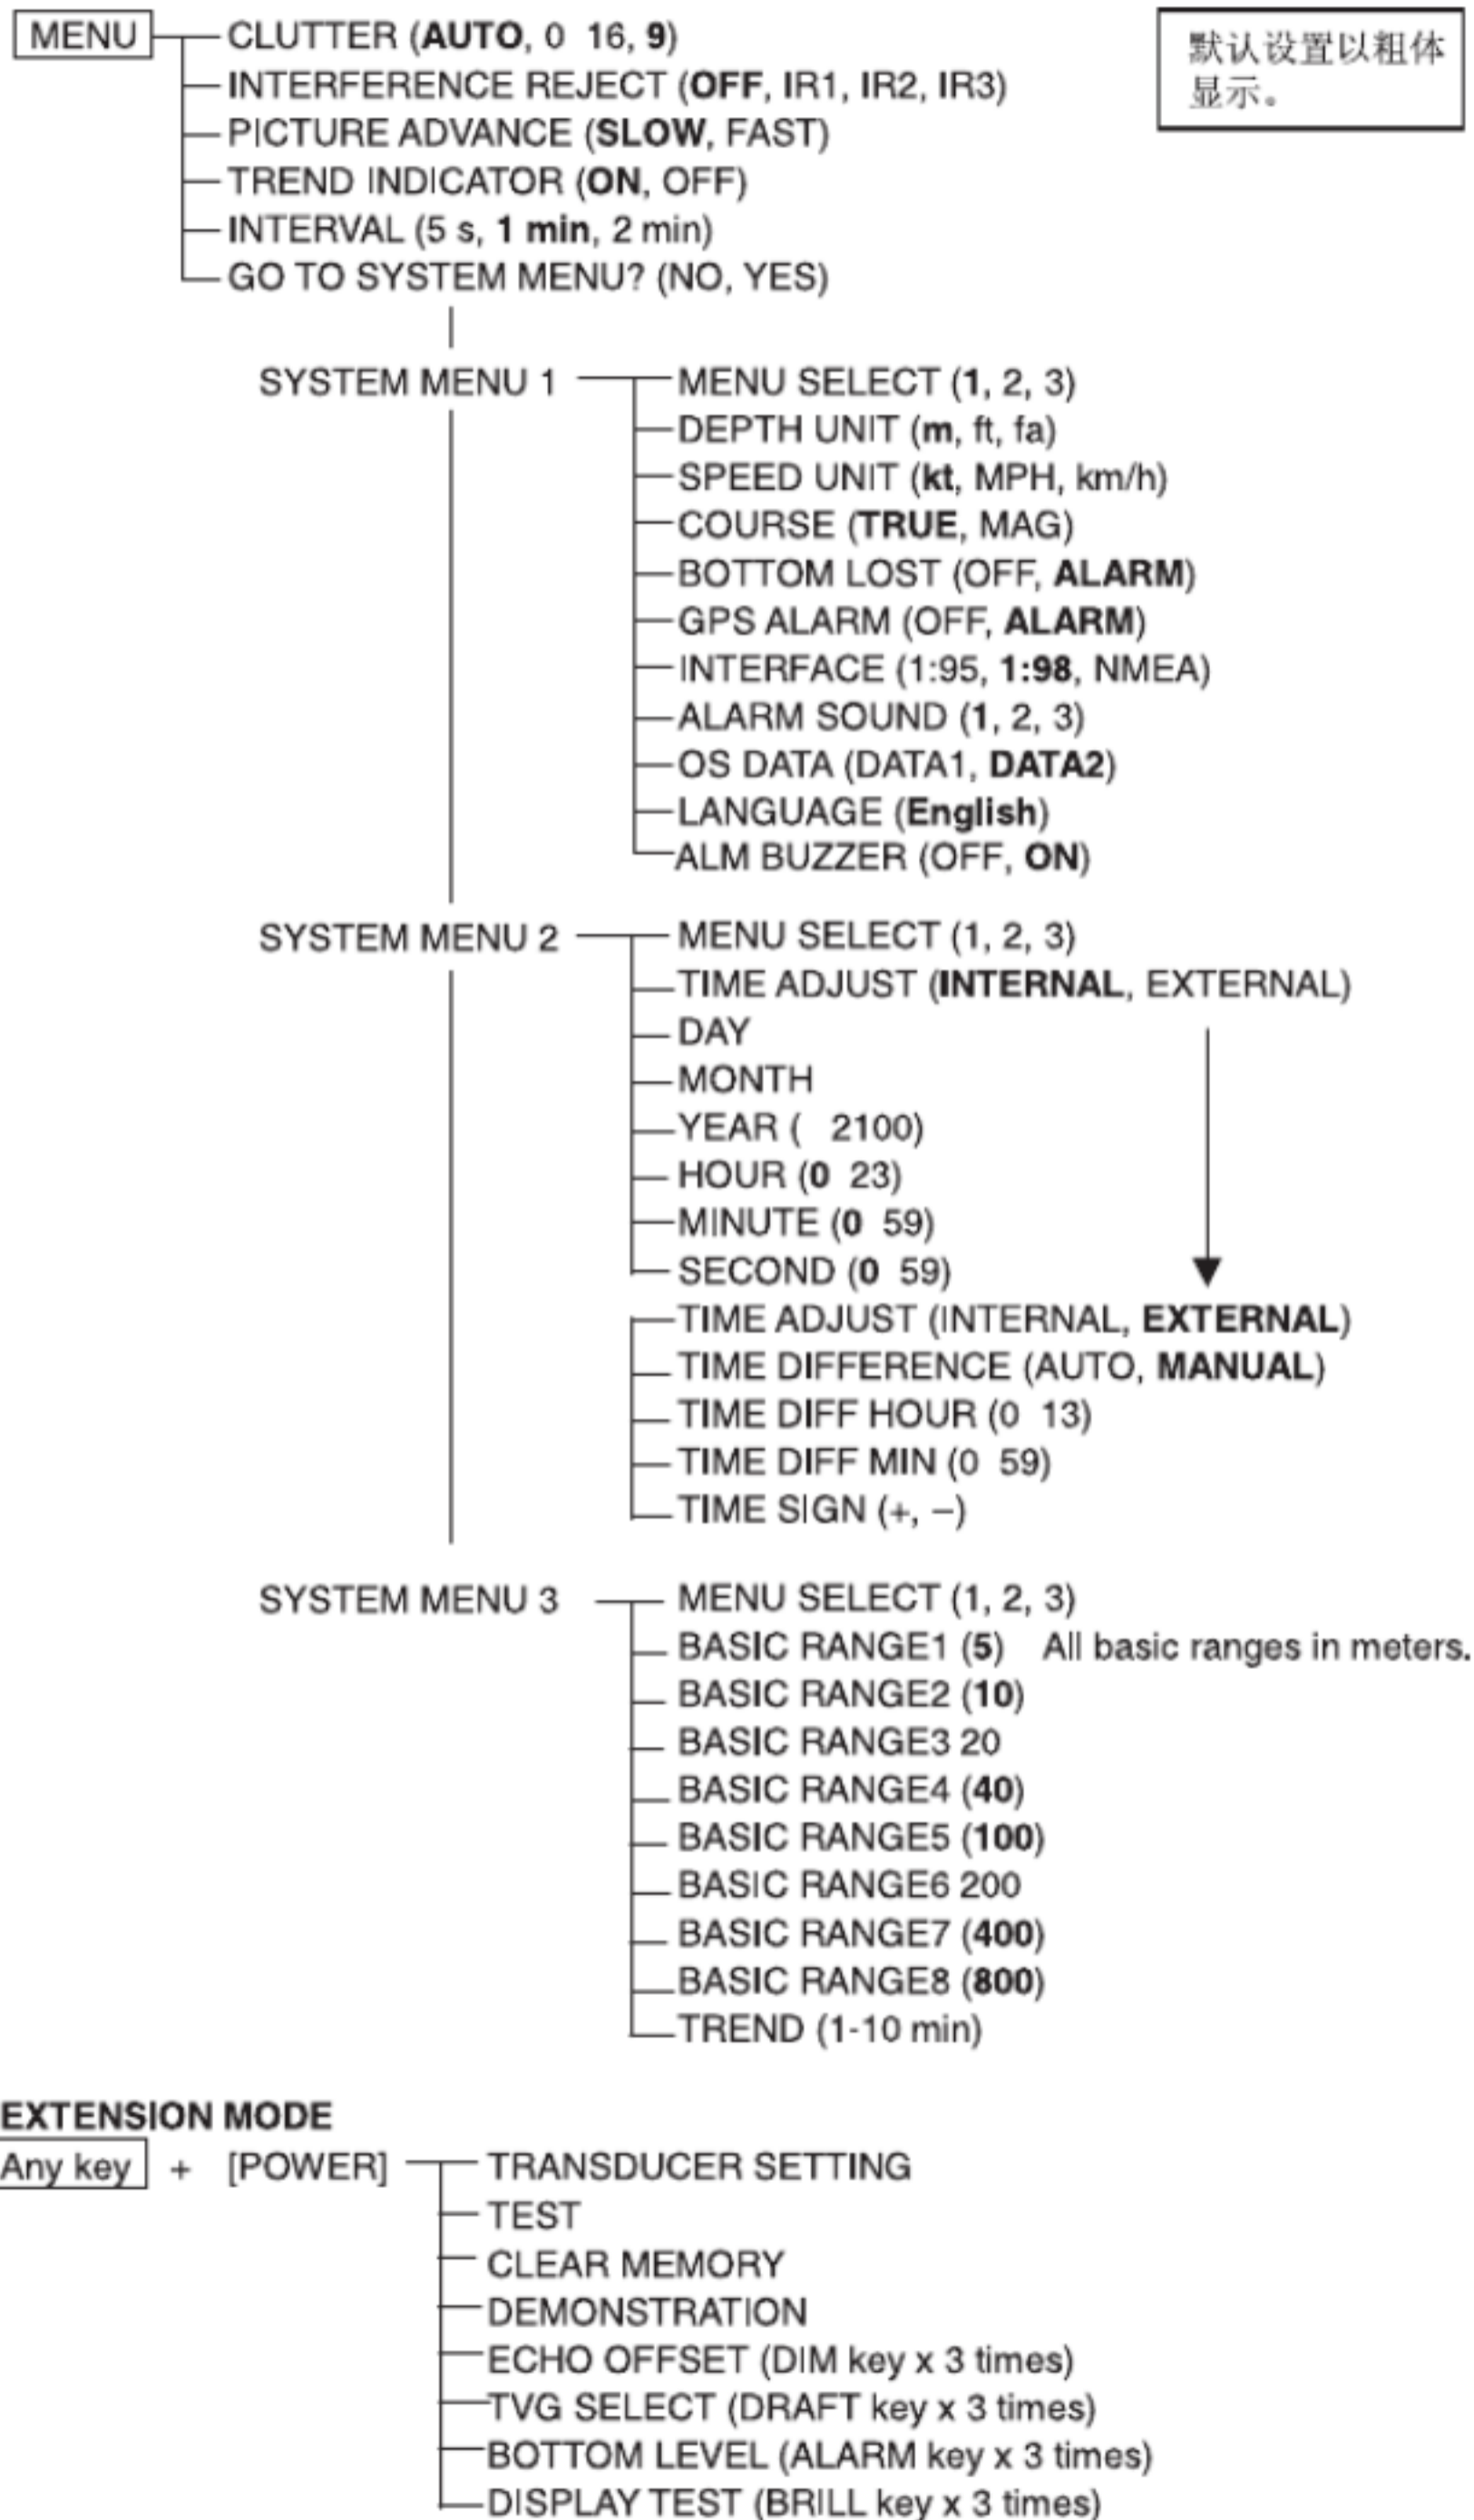 MENU
CLUTTER (AUTO, 0 16, 9)
默认设置以粗体
显示。
INTERFERENCE REJECT (OFF, IR1, IR2, IR3)
PICTURE ADVANCE (SLOW, FAST)
TREND INDICATOR (ON, OFF)
INTERVAL (5 s, 1 min, 2 min)
GO TO SYSTEM MENU? (NO, YES)
SYSTEM MENU 1
MENU SELECT (1, 2, 3)
DEPTH UNIT (m, ft, fa)
SPEED UNIT (kt, MPH, km/h)
COURSE (TRUE, MAG)
BOTTOM LOST (OFF, ALARM)
GPS ALARM (OFF, ALARM)
INTERFACE (1:95, 1:98, NMEA)
ALARM SOUND (1, 2, 3)
OS DATA (DATA1, DATA2)
LANGUAGE (English)
ALM BUZZER (OFF, ON)
SYSTEM MENU 2
MENU SELECT (1, 2, 3)
TIME ADJUST (INTERNAL, EXTERNAL)
DAY
MONTH
YEAR ( 2100)
HOUR (0 23)
MINUTE (0 59)
SECOND (0 59)
TIME ADJUST (INTERNAL, EXTERNAL)
TIME DIFFERENCE (AUTO, MANUAL)
TIME DIFF HOUR (0 13)
TIME DIFF MIN (0 59)
TIME SIGN (+, –)
SYSTEM MENU 3
MENU SELECT (1, 2, 3)
BASIC RANGE1 (5) All basic ranges in meters.
BASIC RANGE2 (10)
BASIC RANGE3 20
BASIC RANGE4 (40)
BASIC RANGE5 (100)
BASIC RANGE6 200
BASIC RANGE7 (400)
BASIC RANGE8 (800)
TREND (1-10 min)
EXTENSION MODE
Any key + [POWER]
TRANSDUCER SETTING
TEST
CLEAR MEMORY
DEMONSTRATION
ECHO OFFSET (DIM key x 3 times)
TVG SELECT (DRAFT key x 3 times)
BOTTOM LEVEL (ALARM key x 3 times)
DISPLAY TEST (BRILL key x 3 times)